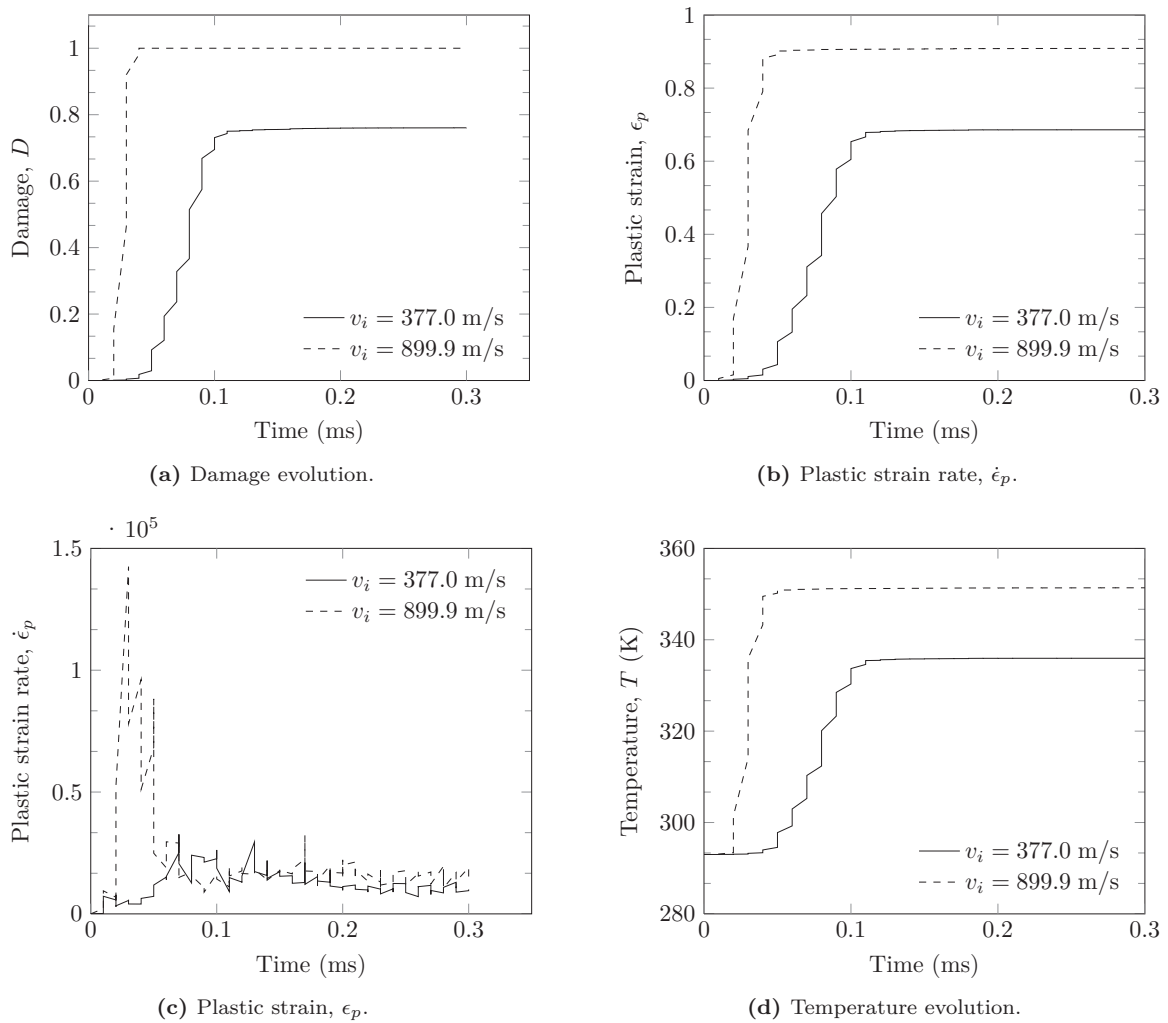 1
0.8
0.6
0.4
0.2
0
Damage, D
0 0.1 0.2 0.3
Time (ms)
v_i = 377.0 m/s
v_i = 899.9 m/s
(a) Damage evolution.
1
0.8
0.6
0.4
0.2
0
Plastic strain, ϵ_p
0 0.1 0.2 0.3
Time (ms)
v_i = 377.0 m/s
v_i = 899.9 m/s
(b) Plastic strain rate, ϵ̇_p.
· 10^5
1.5
1
0.5
0
Plastic strain rate, ϵ̇_p
0 0.1 0.2 0.3
Time (ms)
v_i = 377.0 m/s
v_i = 899.9 m/s
(c) Plastic strain, ϵ_p.
360
340
320
300
280
Temperature, T (K)
0 0.1 0.2 0.3
Time (ms)
v_i = 377.0 m/s
v_i = 899.9 m/s
(d) Temperature evolution.